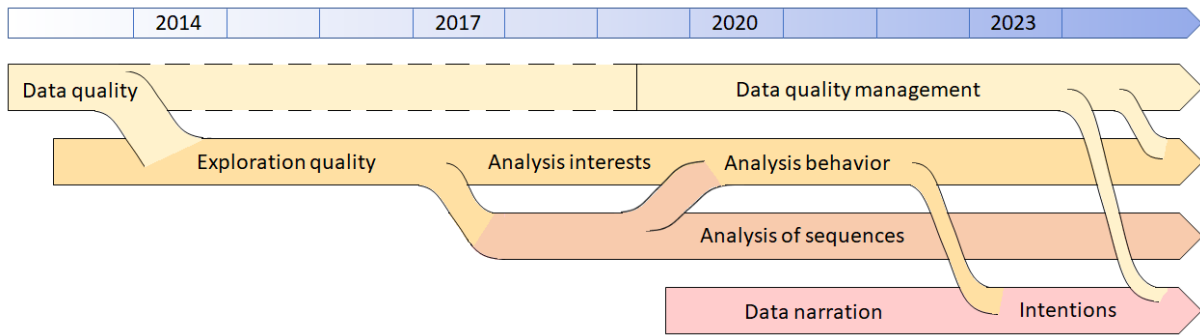 2014 2017 2020 2023
Data quality Data quality management
Exploration quality Analysis interests Analysis behavior
Analysis of sequences
Data narration Intentions